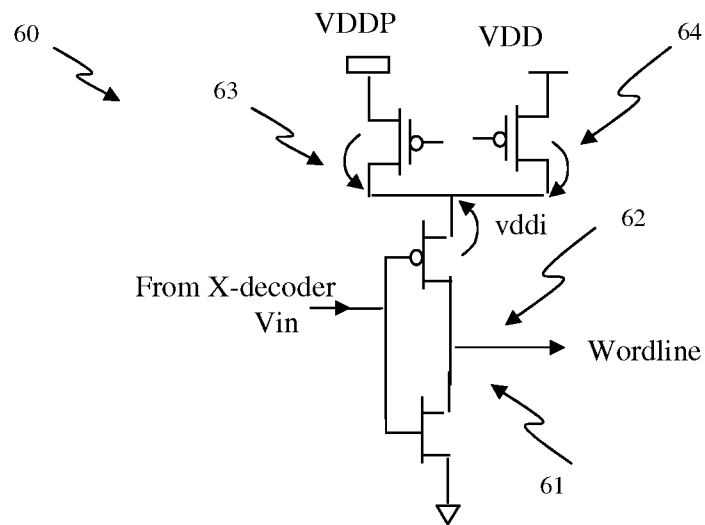 60
VDDP
VDD
64
63
vddi
62
From X-decoder
Vin
Wordline
61